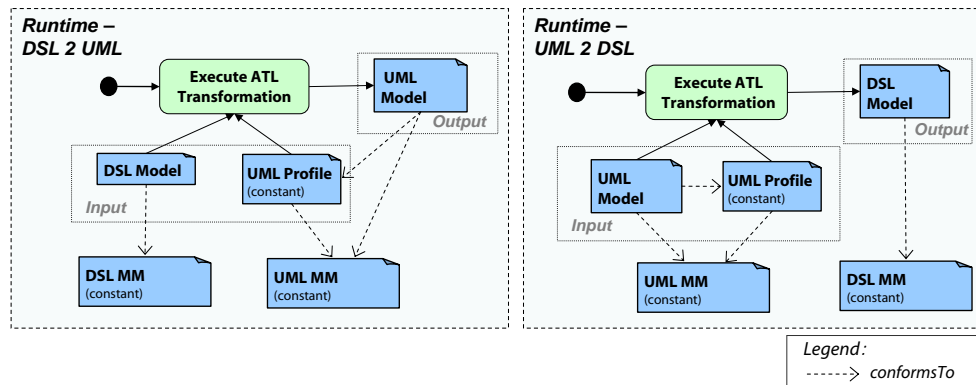 Runtime –
DSL 2 UML
Execute ATL
Transformation
UML
Model
Output
DSL Model
UML Profile
(constant)
Input
DSL MM
(constant)
UML MM
(constant)
Runtime –
UML 2 DSL
Execute ATL
Transformation
DSL
Model
Output
UML
Model
UML Profile
(constant)
Input
UML MM
(constant)
DSL MM
(constant)
Legend:
conformsTo